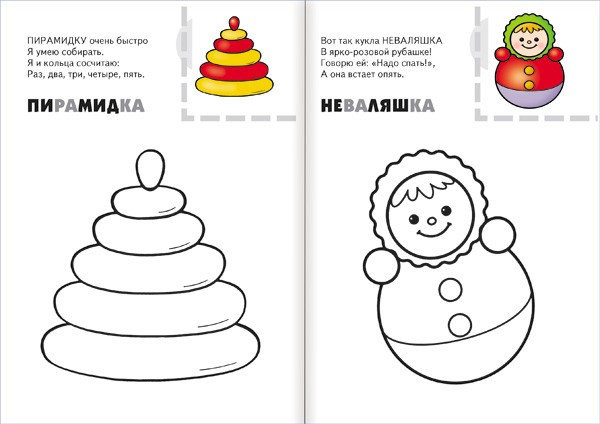 ПИРАМИДКУ очень быстро
Я умею собирать.
Я и кольца сосчитаю:
Раз, два, три, четыре, пять.
ПИРАМИДКА
Вот так кукла НЕВАЛЯШКА
В ярко-розовой рубашке!
Говорю ей: «Надо спать!»,
А она встает опять.
НЕВАЛЯШКА